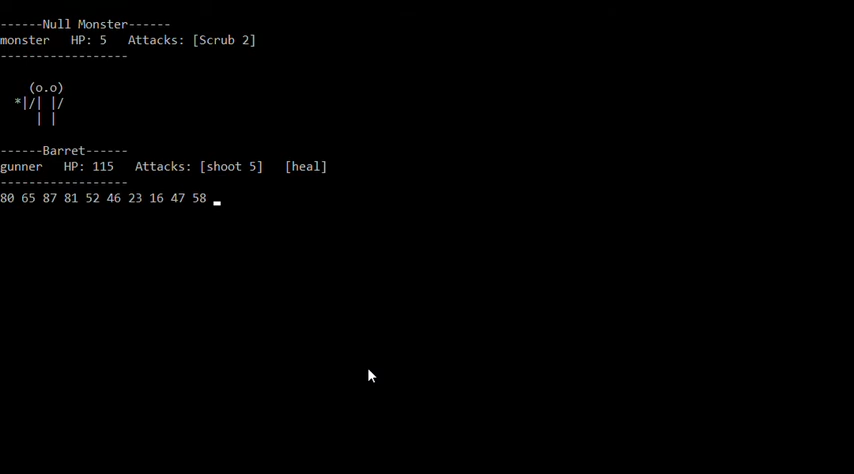 ------Null Monster------
monster   HP: 5   Attacks: [Scrub 2]
------------------
    (o.o)
  *|/| |/
     | |
------Barret------
gunner   HP: 115   Attacks: [shoot 5]   [heal]
------------------
80 65 87 81 52 46 23 16 47 58